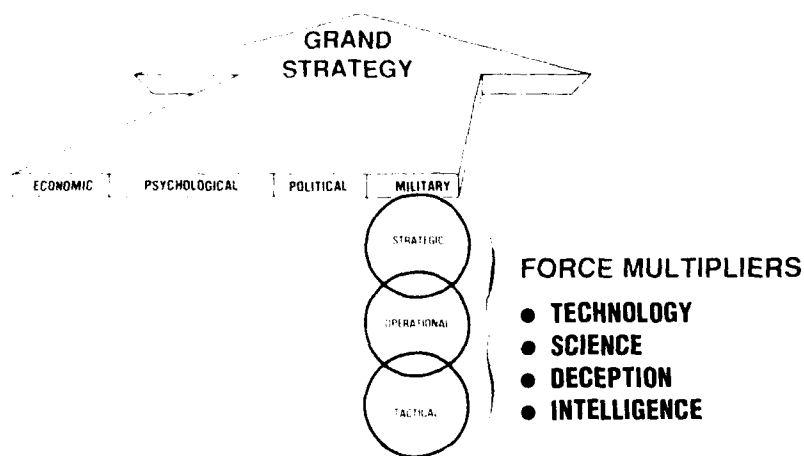 GRAND
STRATEGY
ECONOMIC PSYCHOLOGICAL POLITICAL MILITARY
STRATEGIC
OPERATIONAL
TACTICAL
FORCE MULTIPLIERS
● TECHNOLOGY
● SCIENCE
● DECEPTION
● INTELLIGENCE